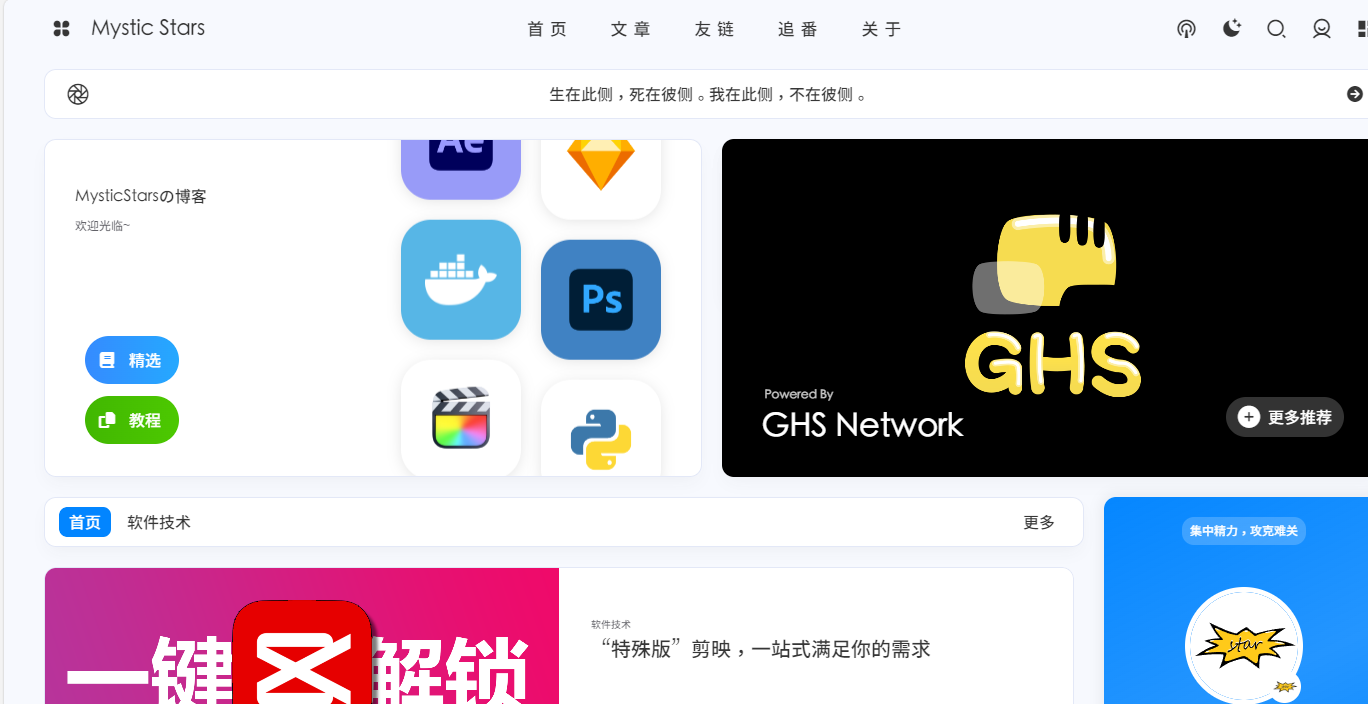 Mystic Stars
首页 文章 友链 追番 关于
生在此侧，死在彼侧。我在此侧，不在彼侧。
MysticStarsの博客
欢迎光临~
精选
教程
Ae
Ps
GHS
Powered By
GHS Network
更多推荐
首页 软件技术 更多
集中精力，攻克难关
star
一键 解锁
软件技术
“特殊版”剪映，一站式满足你的需求